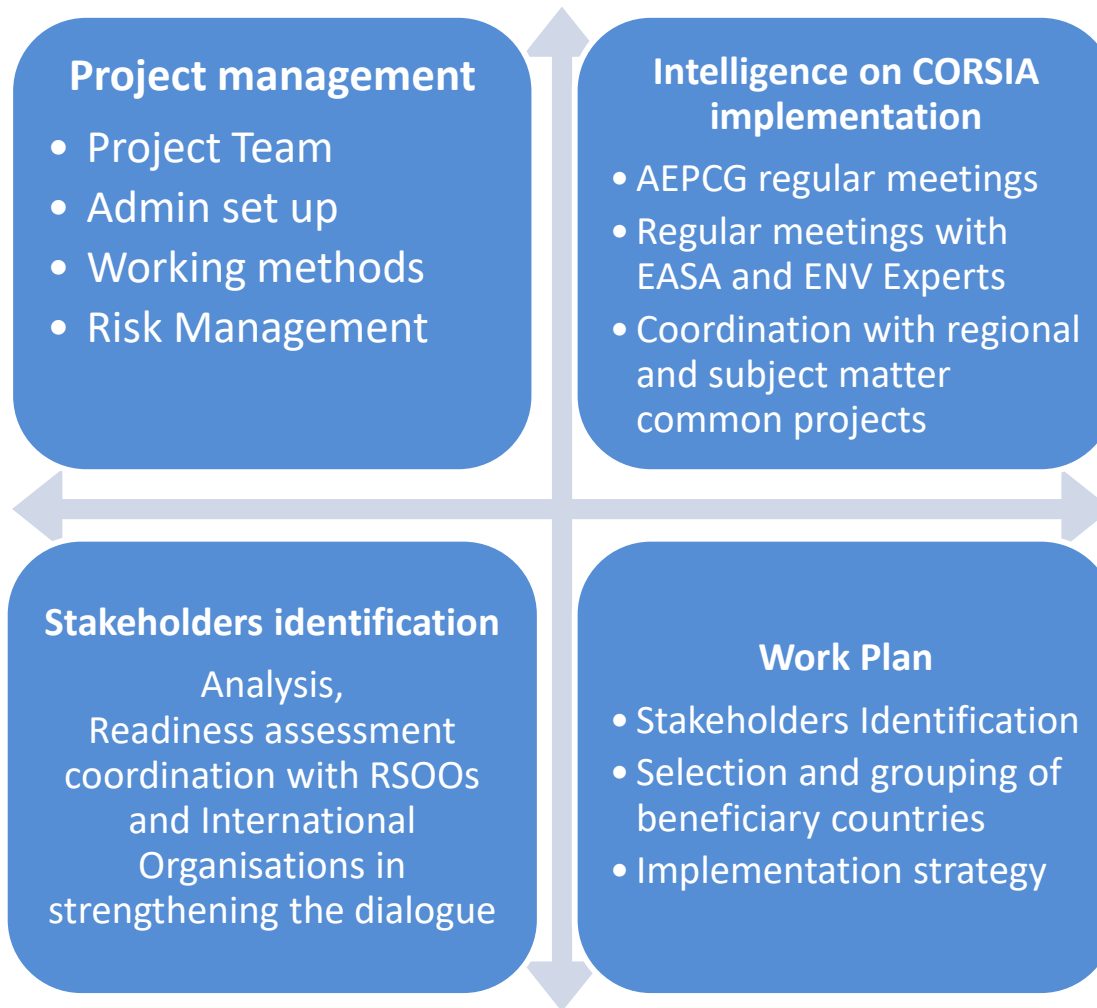 Project management
• Project Team
• Admin set up
• Working methods
• Risk Management
Intelligence on CORSIA
implementation
• AEPCG regular meetings
• Regular meetings with
EASA and ENV Experts
• Coordination with regional
and subject matter
common projects
Stakeholders identification
Analysis,
Readiness assessment
coordination with RSOOs
and International
Organisations in
strengthening the dialogue
Work Plan
• Stakeholders Identification
• Selection and grouping of
beneficiary countries
• Implementation strategy